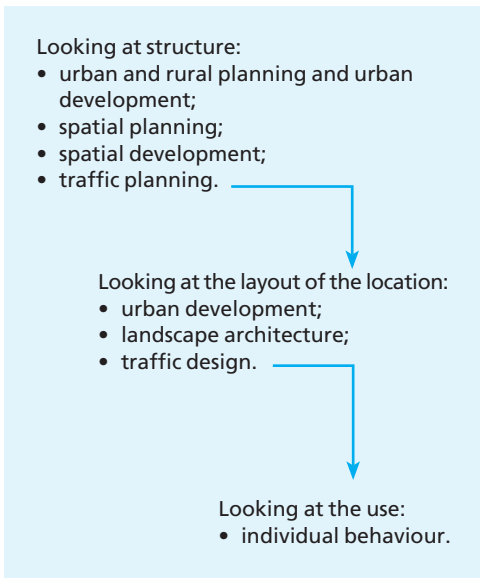 Looking at structure:
• urban and rural planning and urban
development;
• spatial planning;
• spatial development;
• traffic planning.
Looking at the layout of the location:
• urban development;
• landscape architecture;
• traffic design.
Looking at the use:
• individual behaviour.